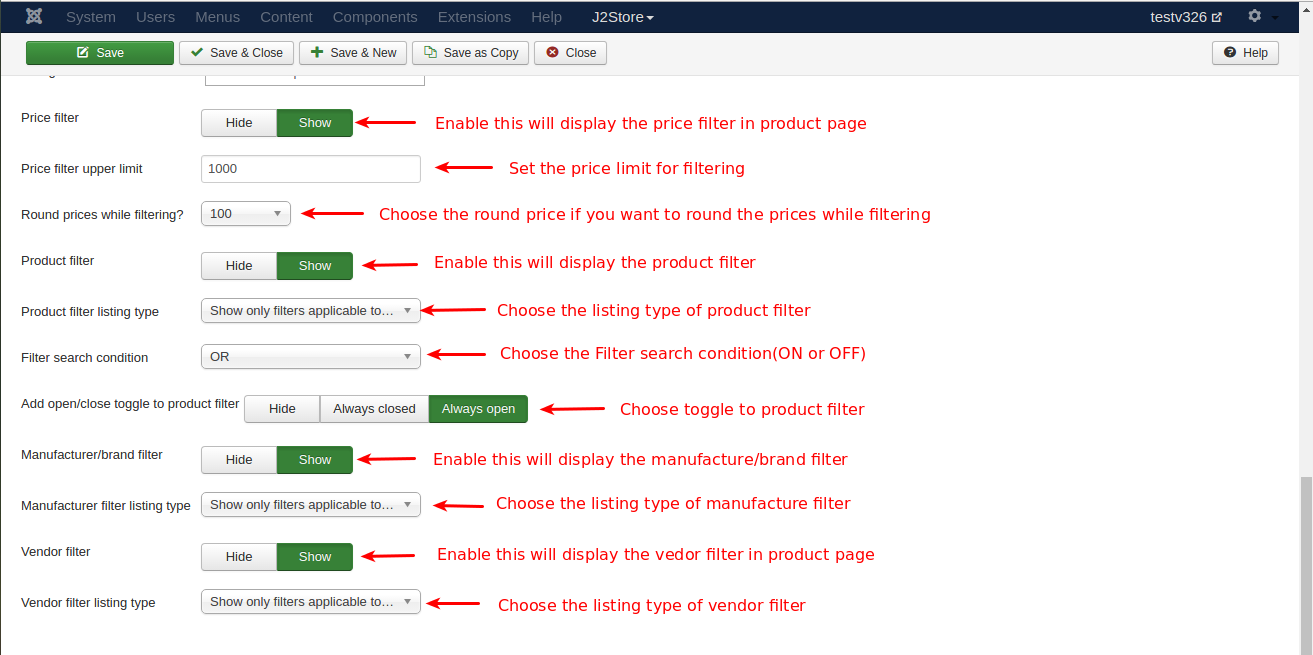 System Users Menus Content Components Extensions Help J2Store testv326
Save Save & Close Save & New Save as Copy Close Help
Price filter Hide Show Enable this will display the price filter in product page
Price filter upper limit 1000 Set the price limit for filtering
Round prices while filtering? 100 Choose the round price if you want to round the prices while filtering
Product filter Hide Show Enable this will display the product filter
Product filter listing type Show only filters applicable to... Choose the listing type of product filter
Filter search condition OR Choose the Filter search condition(ON or OFF)
Add open/close toggle to product filter Hide Always closed Always open Choose toggle to product filter
Manufacturer/brand filter Hide Show Enable this will display the manufacture/brand filter
Manufacturer filter listing type Show only filters applicable to... Choose the listing type of manufacture filter
Vendor filter Hide Show Enable this will display the vedor filter in product page
Vendor filter listing type Show only filters applicable to... Choose the listing type of vendor filter